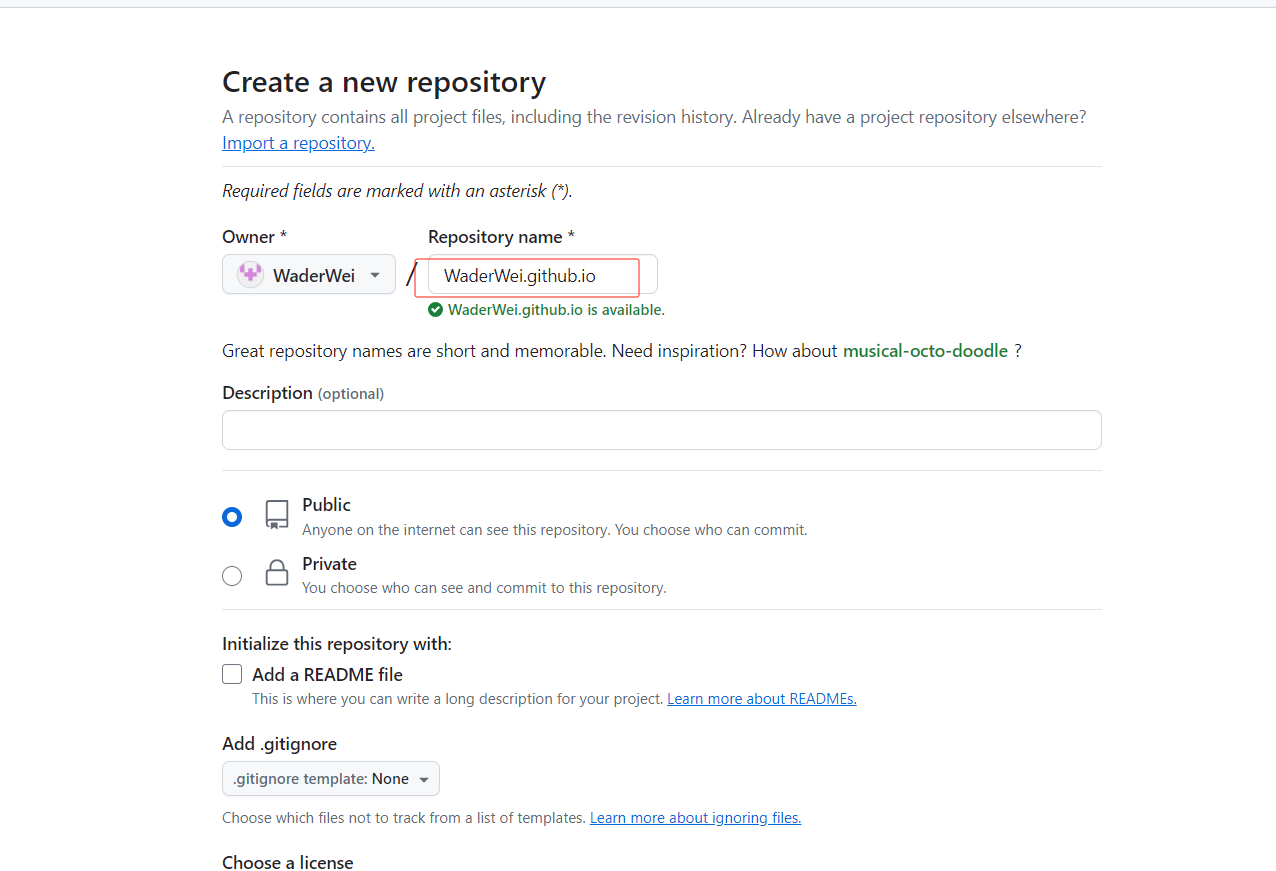 Create a new repository
A repository contains all project files, including the revision history. Already have a project repository elsewhere?
Import a repository.
Required fields are marked with an asterisk (*).
Owner * Repository name *
WaderWei / WaderWei.github.io
WaderWei.github.io is available.
Great repository names are short and memorable. Need inspiration? How about musical-octo-doodle ?
Description (optional)
Public
Anyone on the internet can see this repository. You choose who can commit.
Private
You choose who can see and commit to this repository.
Initialize this repository with:
Add a README file
This is where you can write a long description for your project. Learn more about READMEs.
Add .gitignore
.gitignore template: None
Choose which files not to track from a list of templates. Learn more about ignoring files.
Choose a license